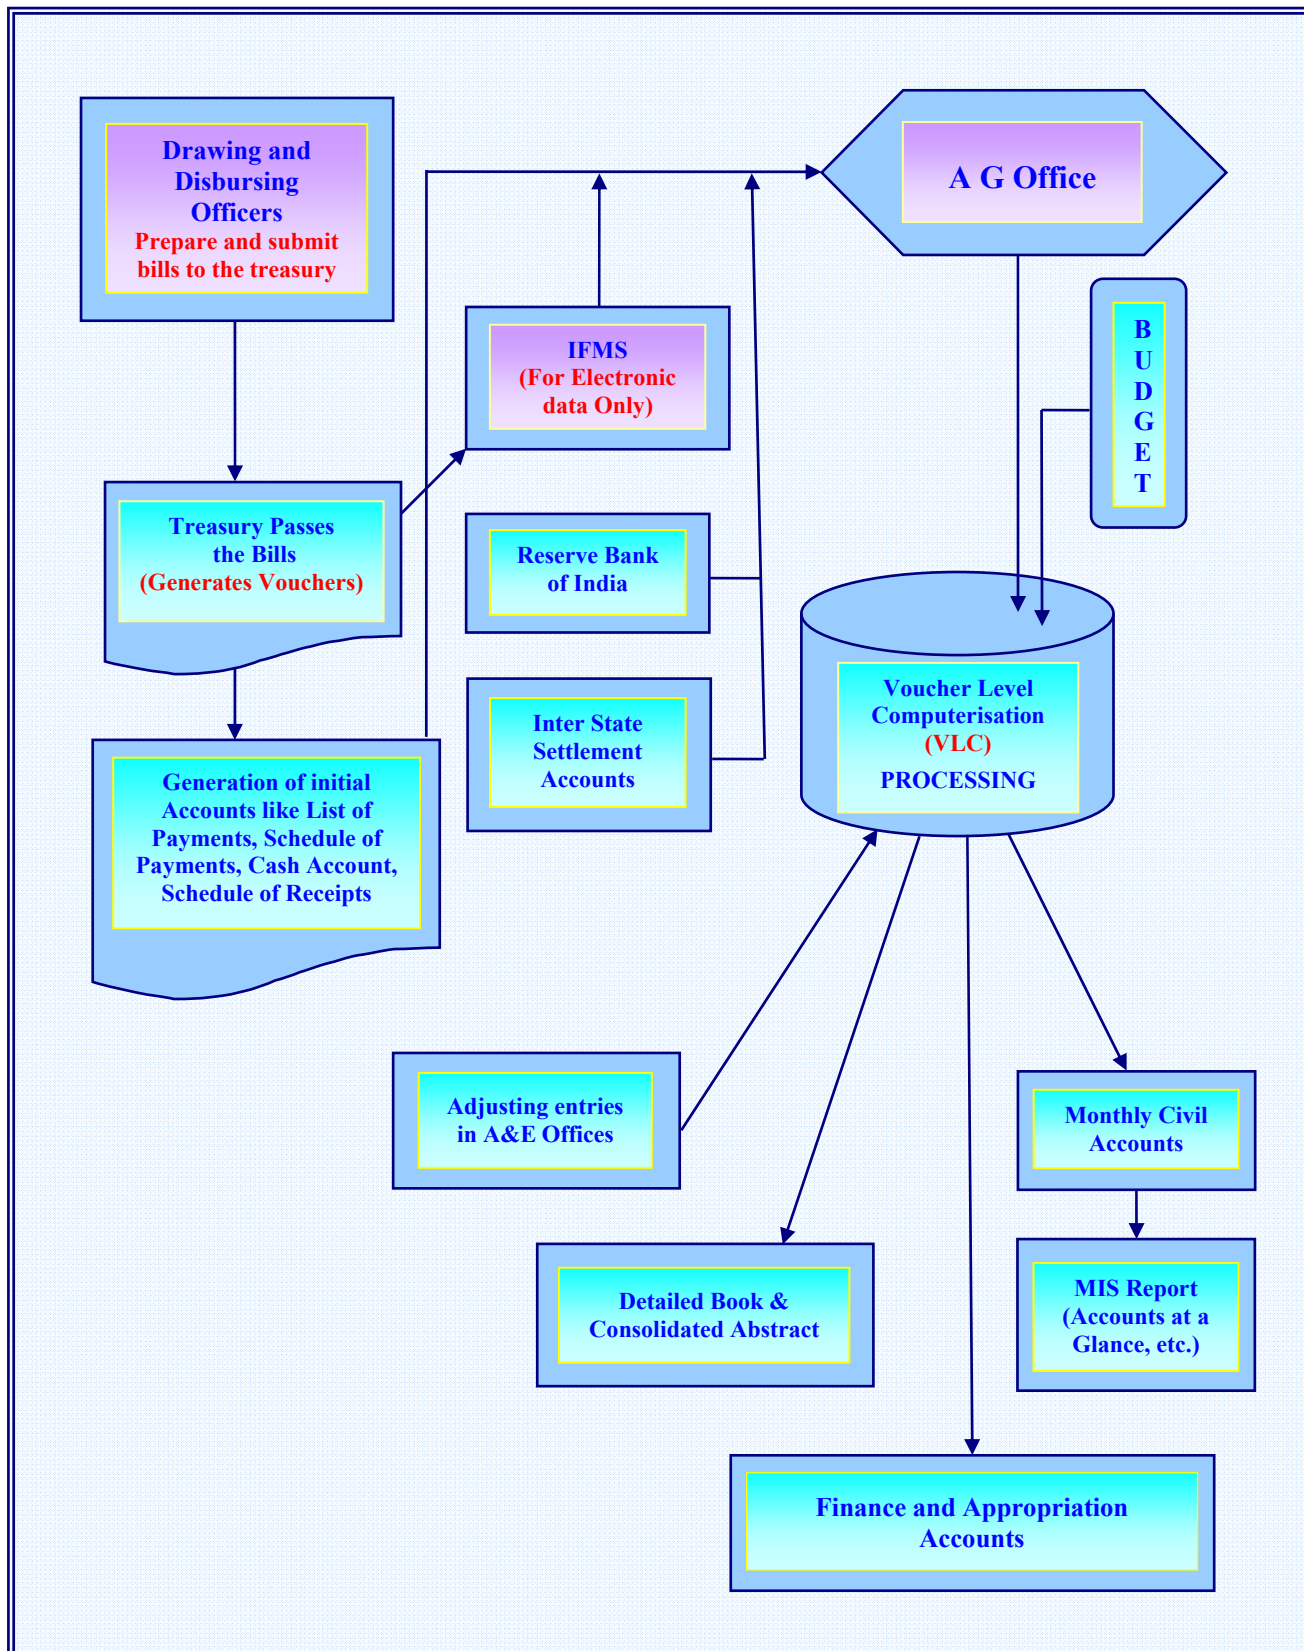 Drawing and
Disbursing
Officers
Prepare and submit
bills to the treasury
A G Office
B
U
D
G
E
T
IFMS
(For Electronic
data Only)
Treasury Passes
the Bills
(Generates Vouchers)
Reserve Bank
of India
Inter State
Settlement
Accounts
Voucher Level
Computerisation
(VLC)
PROCESSING
Generation of initial
Accounts like List of
Payments, Schedule of
Payments, Cash Account,
Schedule of Receipts
Adjusting entries
in A&E Offices
Monthly Civil
Accounts
Detailed Book &
Consolidated Abstract
MIS Report
(Accounts at a
Glance, etc.)
Finance and Appropriation
Accounts